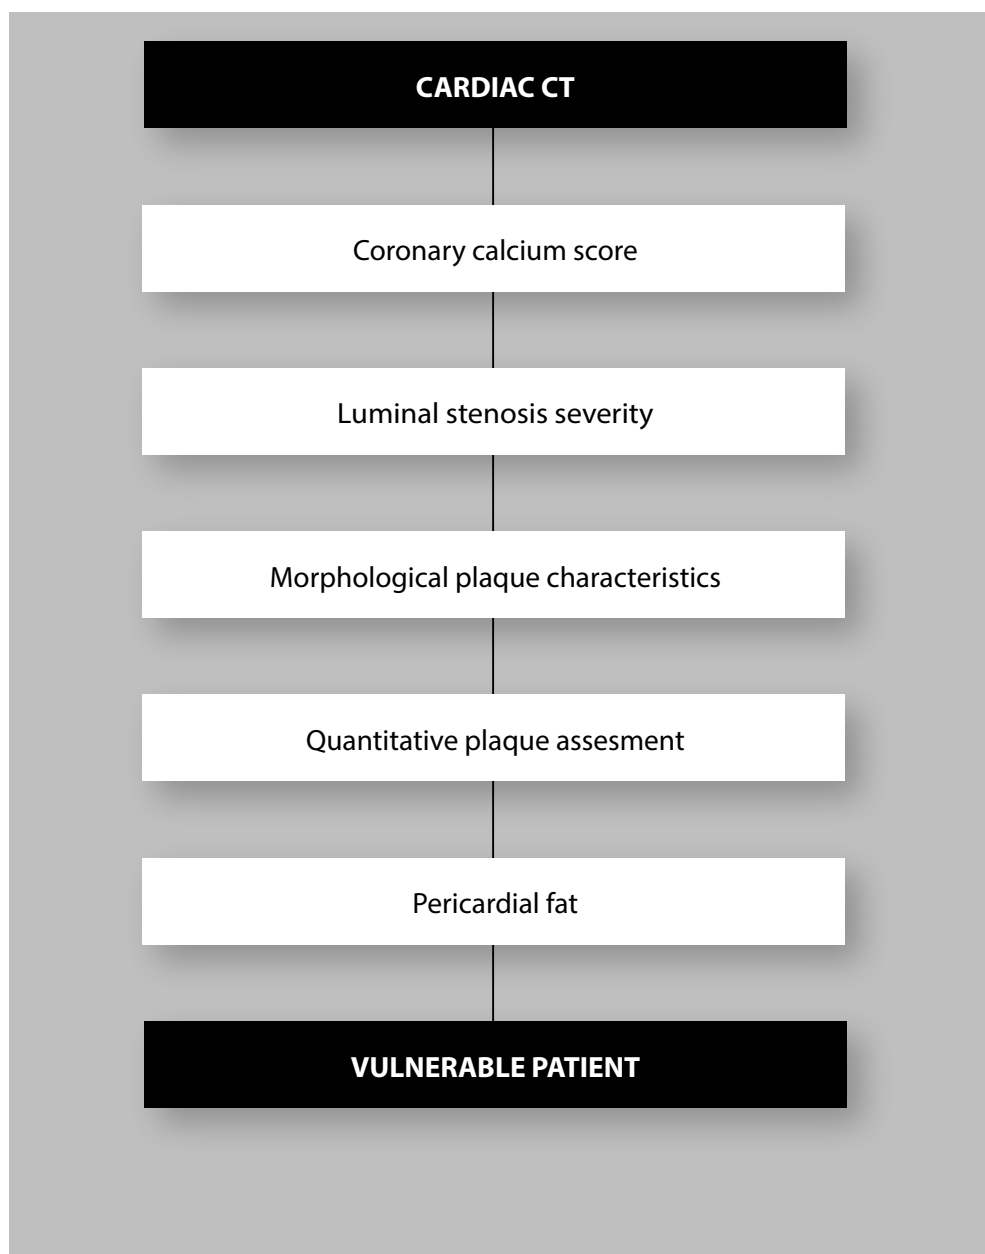 CARDIAC CT
Coronary calcium score
Luminal stenosis severity
Morphological plaque characteristics
Quantitative plaque assesment
Pericardial fat
VULNERABLE PATIENT